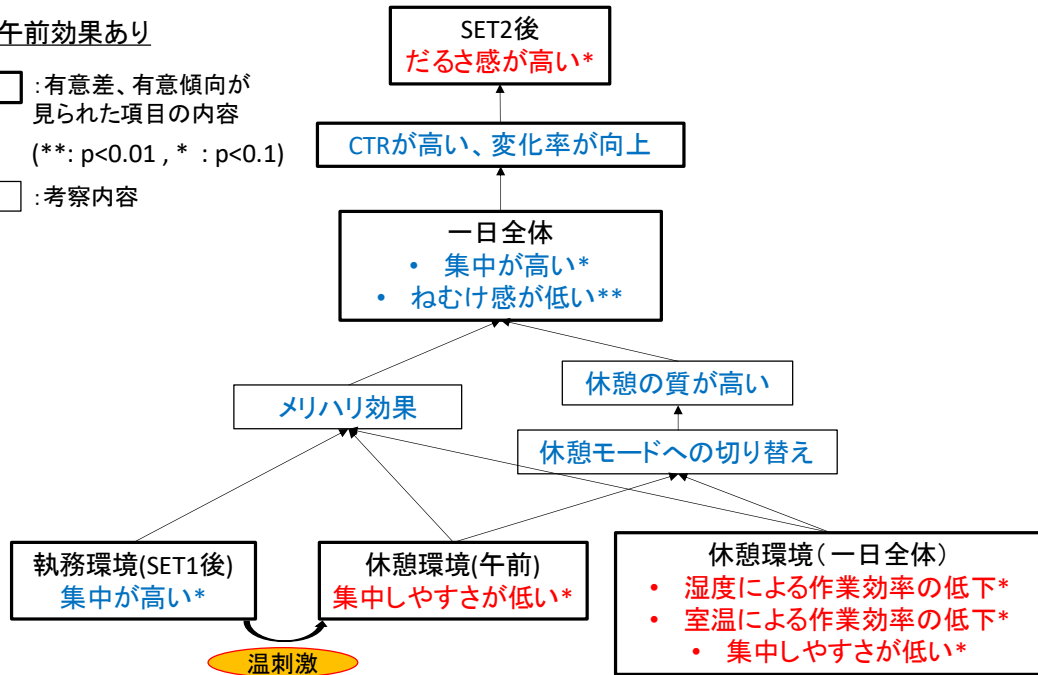 午前効果あり
：有意差、有意傾向が
見られた項目の内容
(**: p<0.01 , * : p<0.1)
：考察内容
SET2後
だるさ感が高い*
CTRが高い、変化率が向上
一日全体
• 集中が高い*
• ねむけ感が低い**
休憩の質が高い
メリハリ効果
休憩モードへの切り替え
執務環境(SET1後)
集中が高い*
休憩環境(午前)
集中しやすさが低い*
休憩環境（一日全体）
• 湿度による作業効率の低下*
• 室温による作業効率の低下*
• 集中しやすさが低い*
温刺激